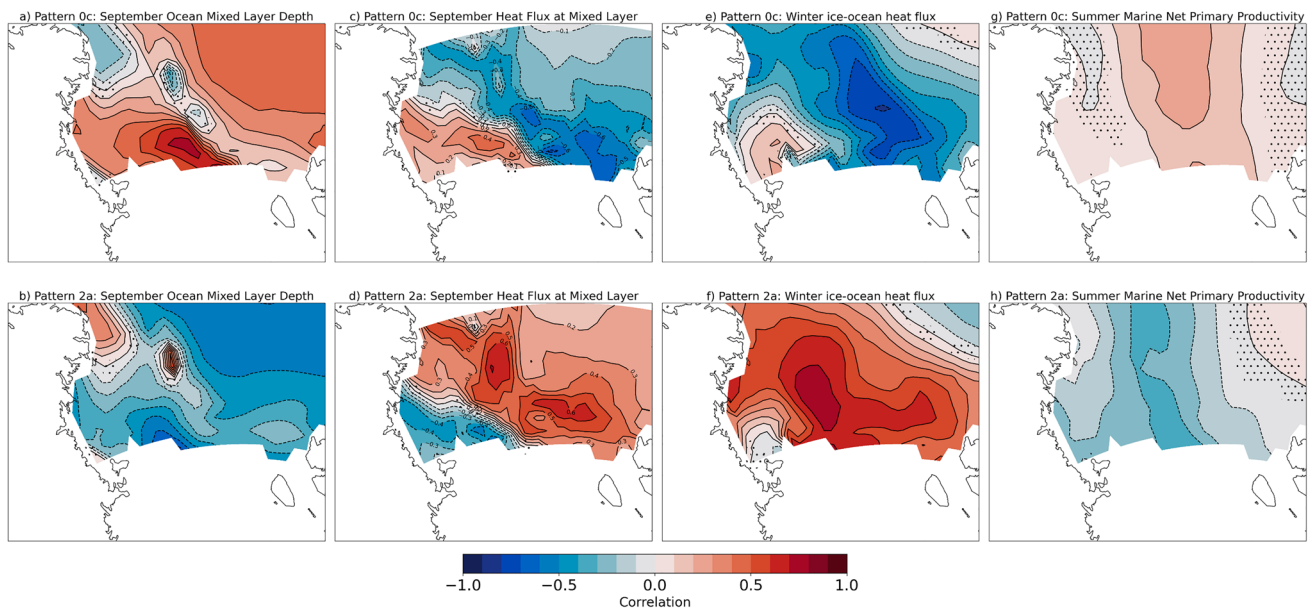 a) Pattern 0c: September Ocean Mixed Layer Depth
c) Pattern 0c: September Heat Flux at Mixed Layer
e) Pattern 0c: Winter ice-ocean heat flux
g) Pattern 0c: Summer Marine Net Primary Productivity
b) Pattern 2a: September Ocean Mixed Layer Depth
d) Pattern 2a: September Heat Flux at Mixed Layer
f) Pattern 2a: Winter ice-ocean heat flux
h) Pattern 2a: Summer Marine Net Primary Productivity
−1.0 −0.5 0.0 0.5 1.0
Correlation